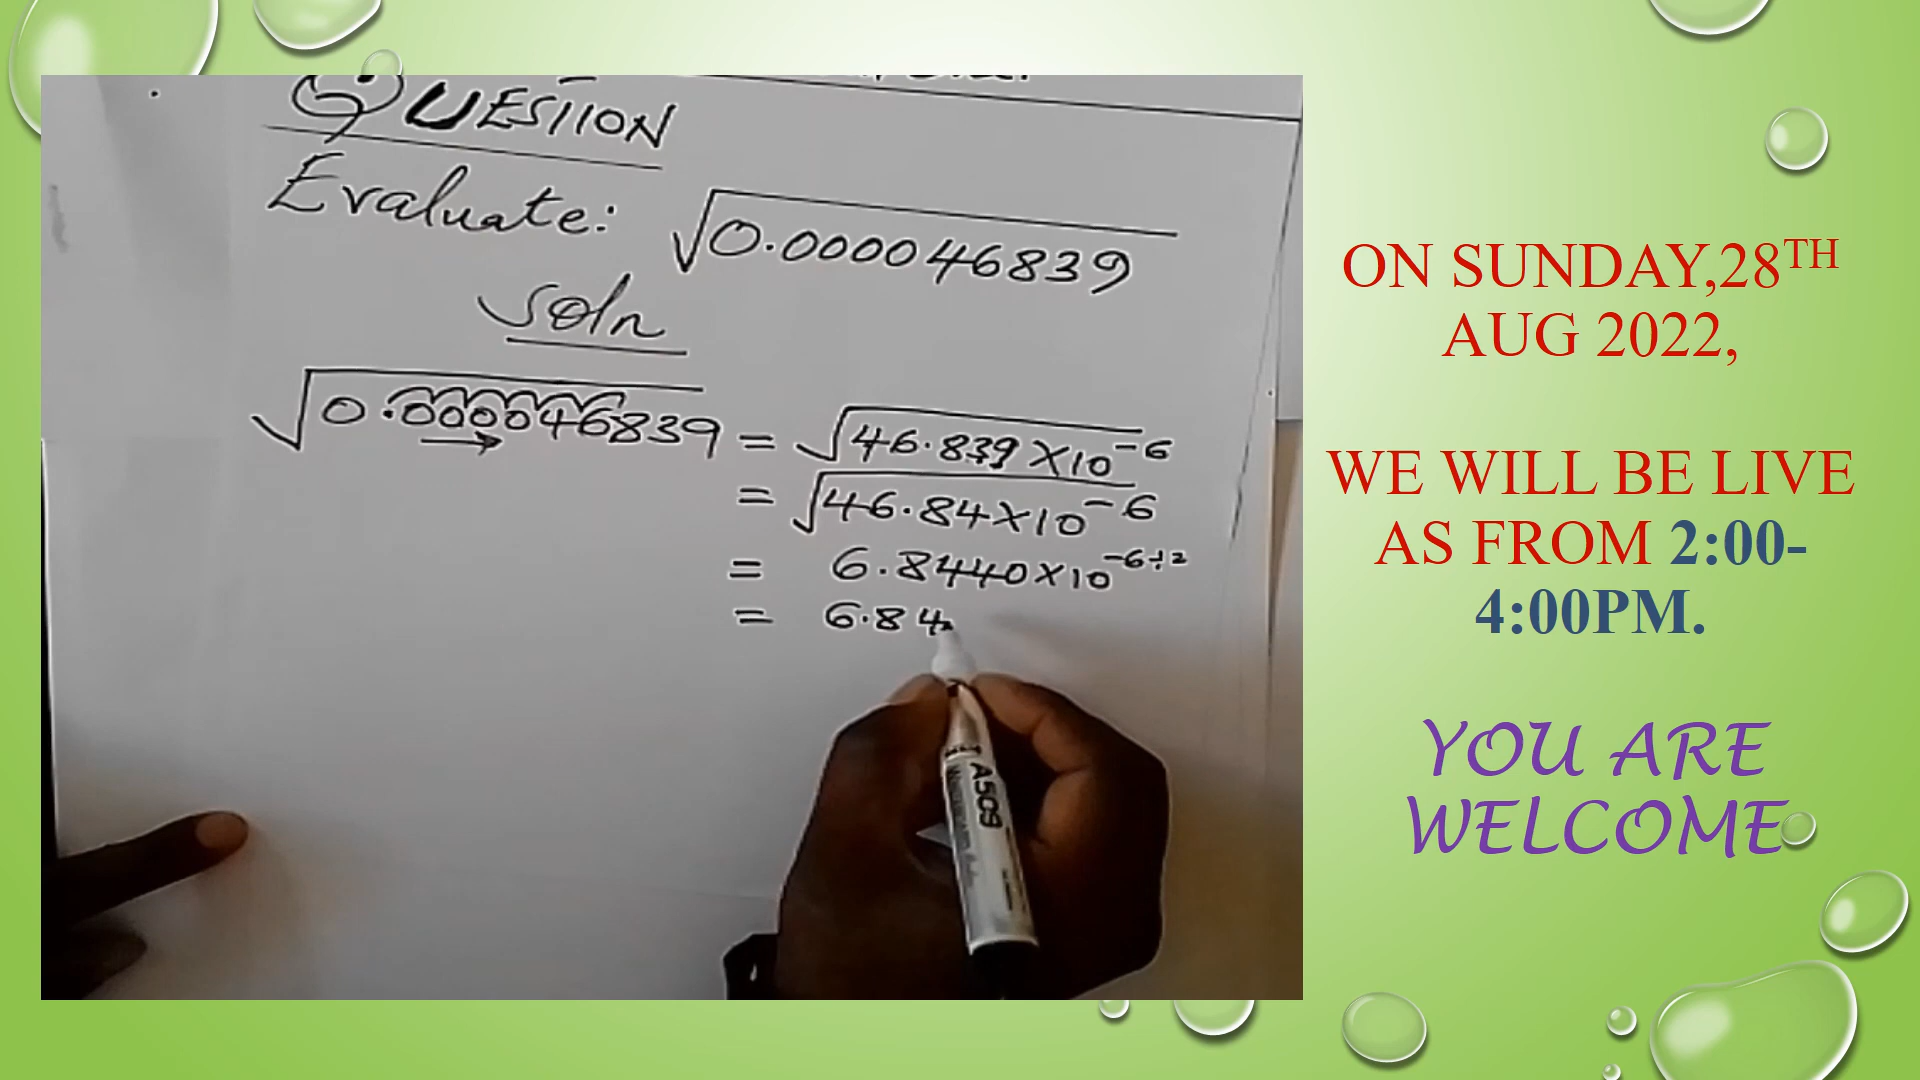 QUESTION
Evaluate: √0.000046839
Soln
√0.000046839 = √46.839×10⁻⁶
= √46.84×10⁻⁶
= 6.8440×10⁻⁶÷²
= 6.84
ON SUNDAY,28TH
AUG 2022,
WE WILL BE LIVE
AS FROM 2:00-
4:00PM.
YOU ARE
WELCOME